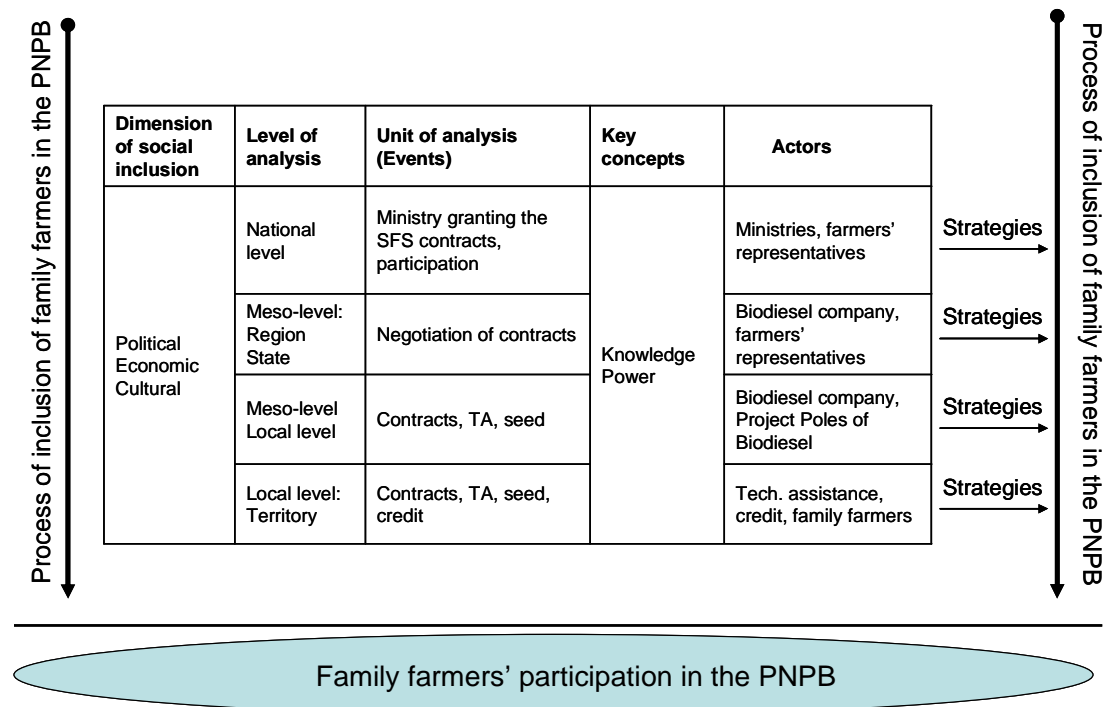 Process of inclusion of family farmers in the PNPB
Dimension
of social
inclusion
Level of
analysis
Unit of analysis
(Events)
Key
concepts
Actors
Political
Economic
Cultural
National
level
Ministry granting the
SFS contracts,
participation
Knowledge
Power
Ministries, farmers'
representatives
Strategies
Meso-level:
Region
State
Negotiation of contracts
Biodiesel company,
farmers'
representatives
Strategies
Meso-level
Local level
Contracts, TA, seed
Biodiesel company,
Project Poles of
Biodiesel
Strategies
Local level:
Territory
Contracts, TA, seed,
credit
Tech. assistance,
credit, family farmers
Strategies
Process of inclusion of family farmers in the PNPB
Family farmers' participation in the PNPB